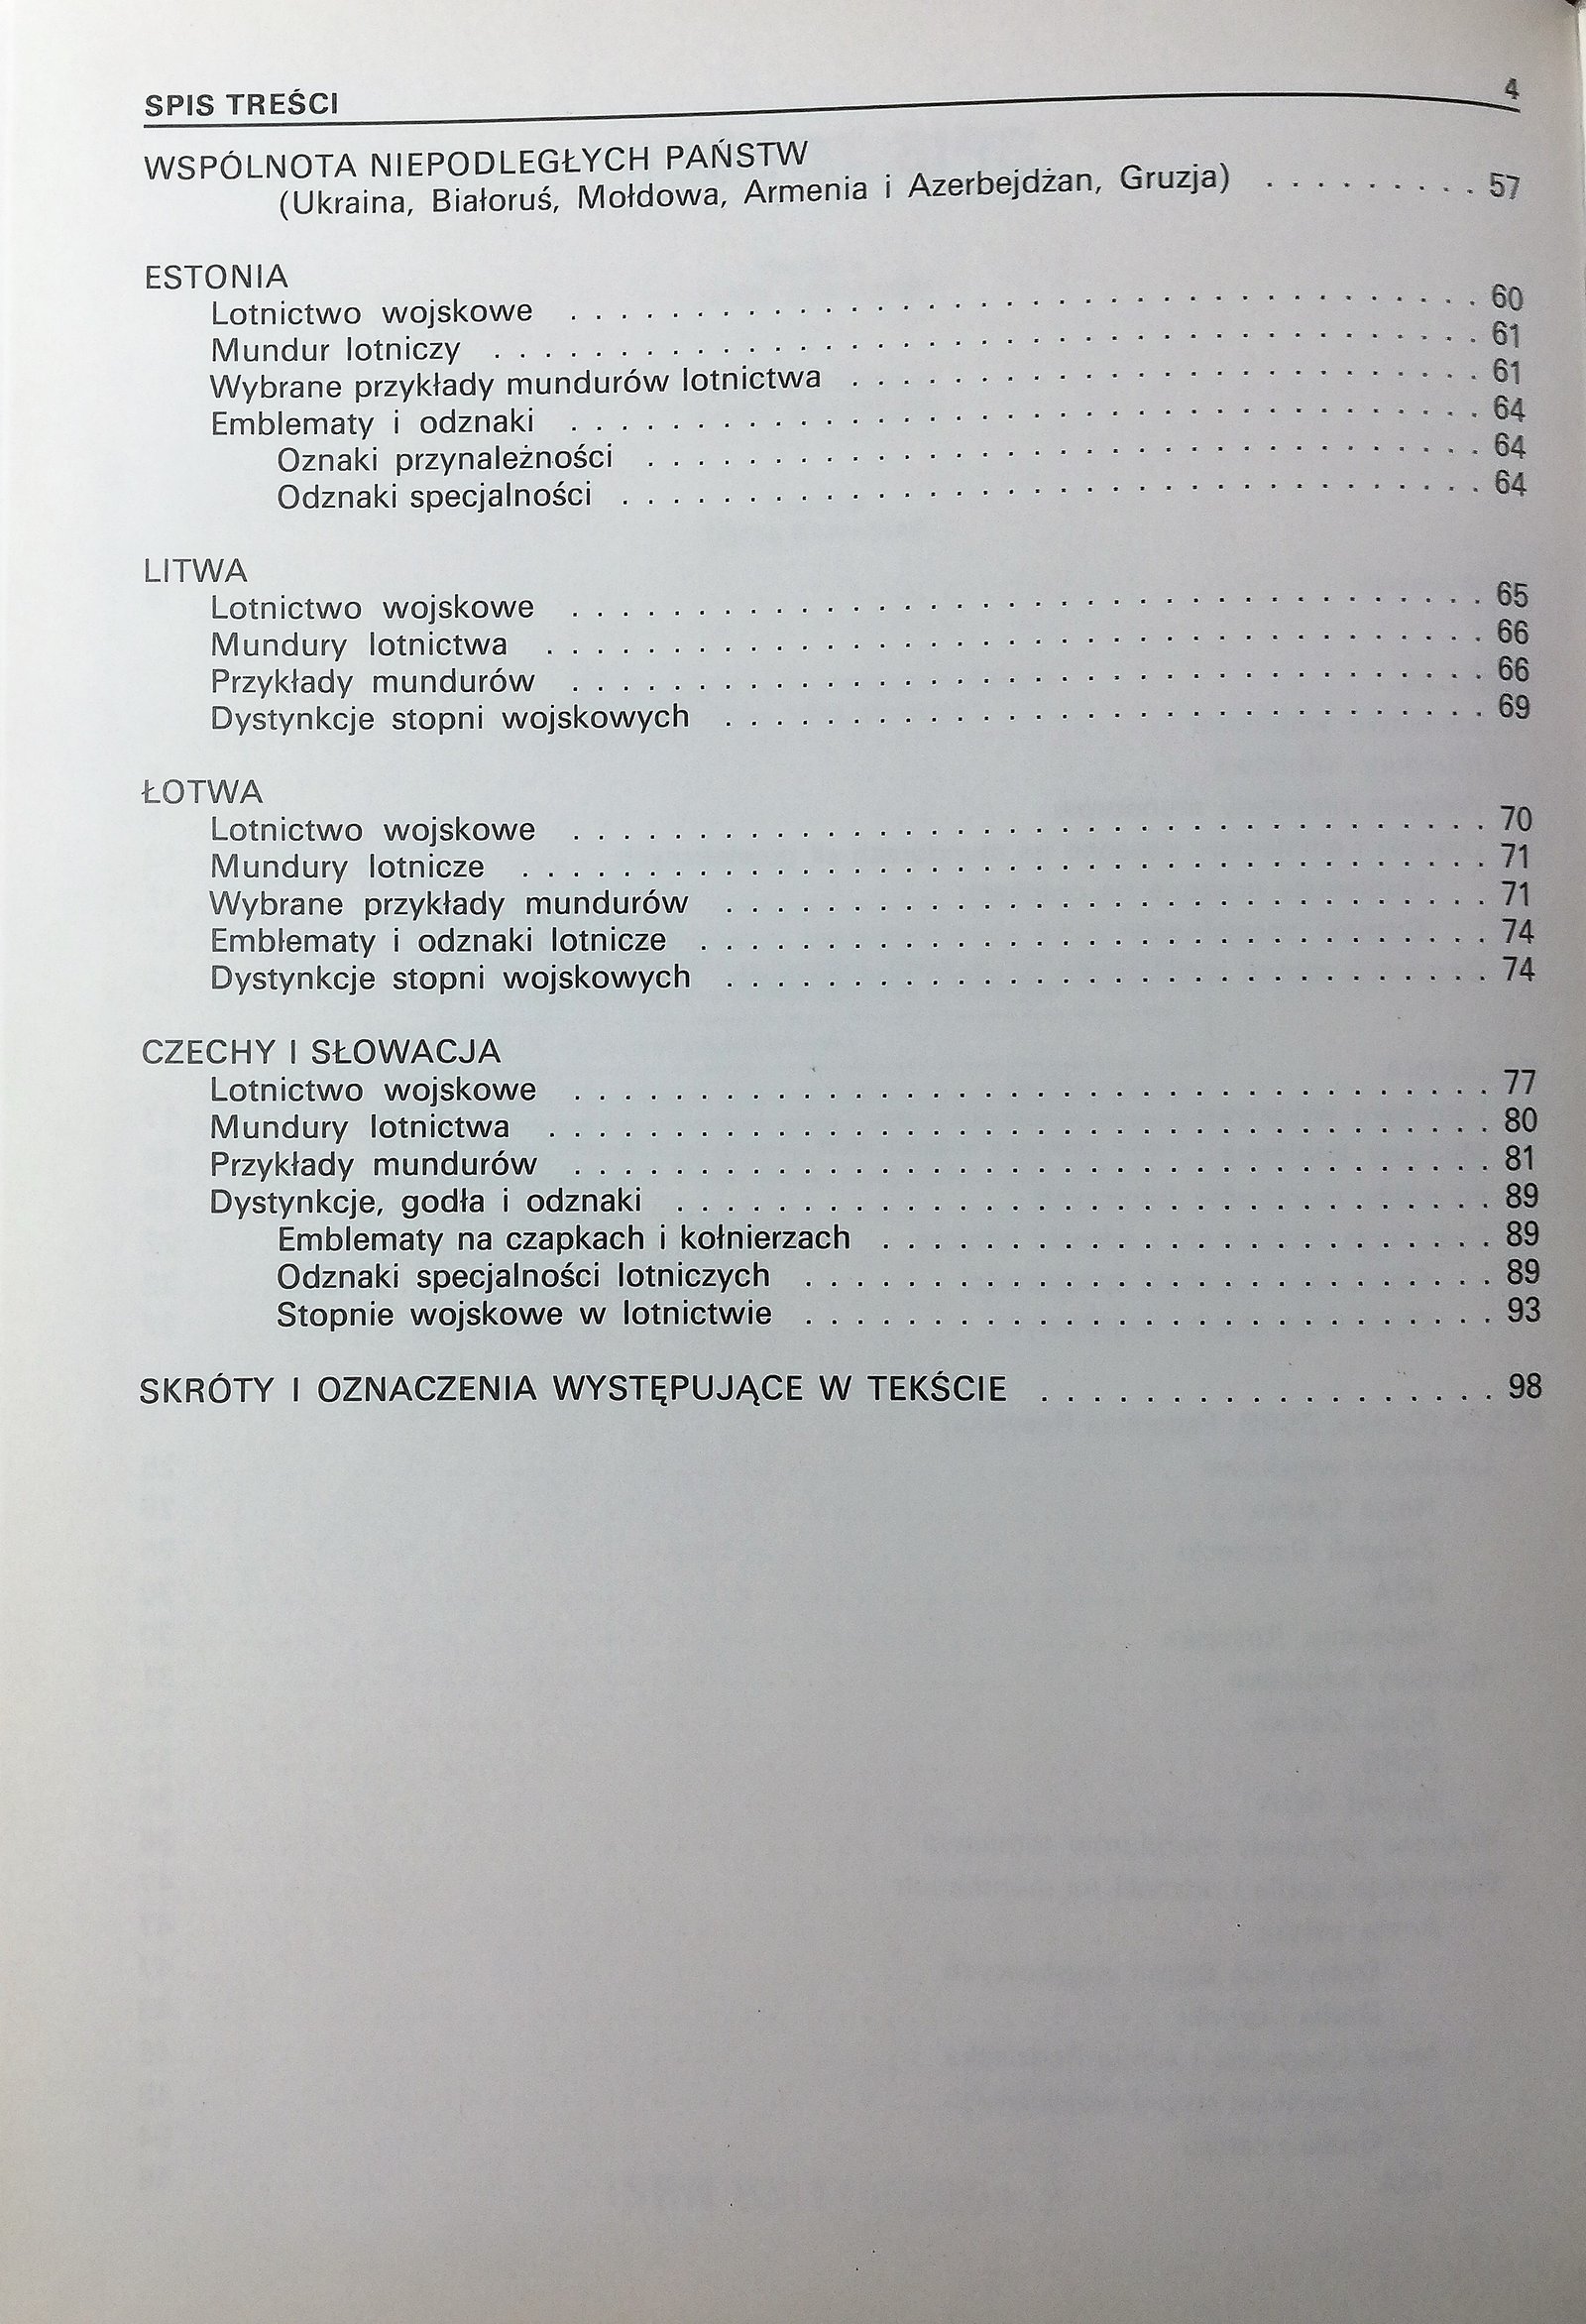 SPIS TREŚCI 4
WSPÓLNOTA NIEPODLEGŁYCH PAŃSTW
(Ukraina, Białoruś, Mołdowa, Armenia i Azerbejdżan, Gruzja) . . . . . . . . . 57
ESTONIA
Lotnictwo wojskowe . . . . . . . . . . . . . . . . . . . . . . . . . . . . . . . . . . . . 60
Mundur lotniczy . . . . . . . . . . . . . . . . . . . . . . . . . . . . . . . . . . . . . . . 61
Wybrane przykłady mundurów lotnictwa . . . . . . . . . . . . . . . . . . . . . . . . . 61
Emblematy i odznaki . . . . . . . . . . . . . . . . . . . . . . . . . . . . . . . . . . . . 64
Oznaki przynależności . . . . . . . . . . . . . . . . . . . . . . . . . . . . . . . . . 64
Odznaki specjalności . . . . . . . . . . . . . . . . . . . . . . . . . . . . . . . . . . 64
LITWA
Lotnictwo wojskowe . . . . . . . . . . . . . . . . . . . . . . . . . . . . . . . . . . . . 65
Mundury lotnictwa . . . . . . . . . . . . . . . . . . . . . . . . . . . . . . . . . . . . . 66
Przykłady mundurów . . . . . . . . . . . . . . . . . . . . . . . . . . . . . . . . . . . . 66
Dystynkcje stopni wojskowych . . . . . . . . . . . . . . . . . . . . . . . . . . . . . . 69
ŁOTWA
Lotnictwo wojskowe . . . . . . . . . . . . . . . . . . . . . . . . . . . . . . . . . . . . 70
Mundury lotnicze . . . . . . . . . . . . . . . . . . . . . . . . . . . . . . . . . . . . . . 71
Wybrane przykłady mundurów . . . . . . . . . . . . . . . . . . . . . . . . . . . . . . 71
Emblematy i odznaki lotnicze . . . . . . . . . . . . . . . . . . . . . . . . . . . . . . . 74
Dystynkcje stopni wojskowych . . . . . . . . . . . . . . . . . . . . . . . . . . . . . . 74
CZECHY I SŁOWACJA
Lotnictwo wojskowe . . . . . . . . . . . . . . . . . . . . . . . . . . . . . . . . . . . . 77
Mundury lotnictwa . . . . . . . . . . . . . . . . . . . . . . . . . . . . . . . . . . . . . 80
Przykłady mundurów . . . . . . . . . . . . . . . . . . . . . . . . . . . . . . . . . . . . 81
Dystynkcje, godła i odznaki . . . . . . . . . . . . . . . . . . . . . . . . . . . . . . . . 89
Emblematy na czapkach i kołnierzach . . . . . . . . . . . . . . . . . . . . . . . . 89
Odznaki specjalności lotniczych . . . . . . . . . . . . . . . . . . . . . . . . . . . 89
Stopnie wojskowe w lotnictwie . . . . . . . . . . . . . . . . . . . . . . . . . . . 93
SKRÓTY I OZNACZENIA WYSTĘPUJĄCE W TEKŚCIE . . . . . . . . . . . . . . . . . . 98